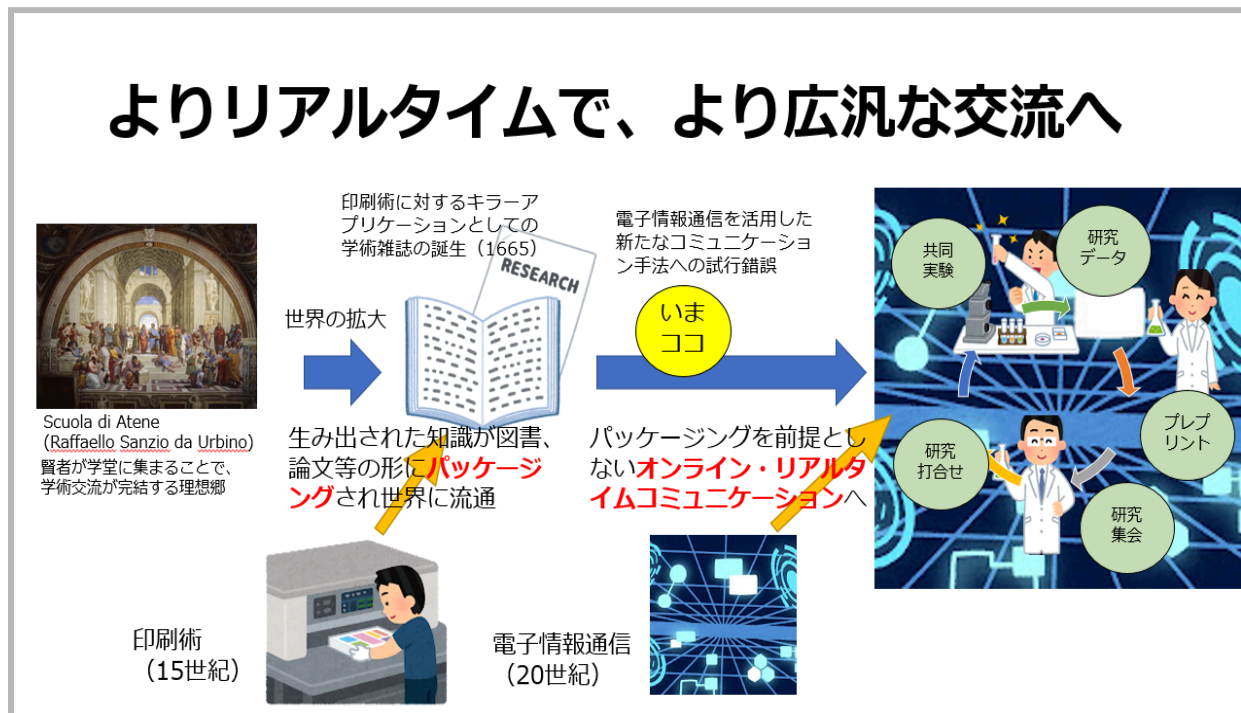 よりリアルタイムで、より広汎な交流へ
Scuola di Atene
(Raffaello Sanzio da Urbino)
賢者が学堂に集まることで、
学術交流が完結する理想郷
世界の拡大
印刷術に対するキラーア
プリケーションとしての
学術雑誌の誕生（1665）
RESEARCH
生み出された知識が図書、
論文等の形にパッケージ
ングされ世界に流通
印刷術
（15世紀）
電子情報通信を活用した
新たなコミュニケーショ
ン手法への試行錯誤
いま
ココ
パッケージングを前提とし
ないオンライン・リアルタ
イムコミュニケーションへ
電子情報通信
（20世紀）
共同
実験
研究
データ
プレプ
リント
研究
集会
研究
打合せ